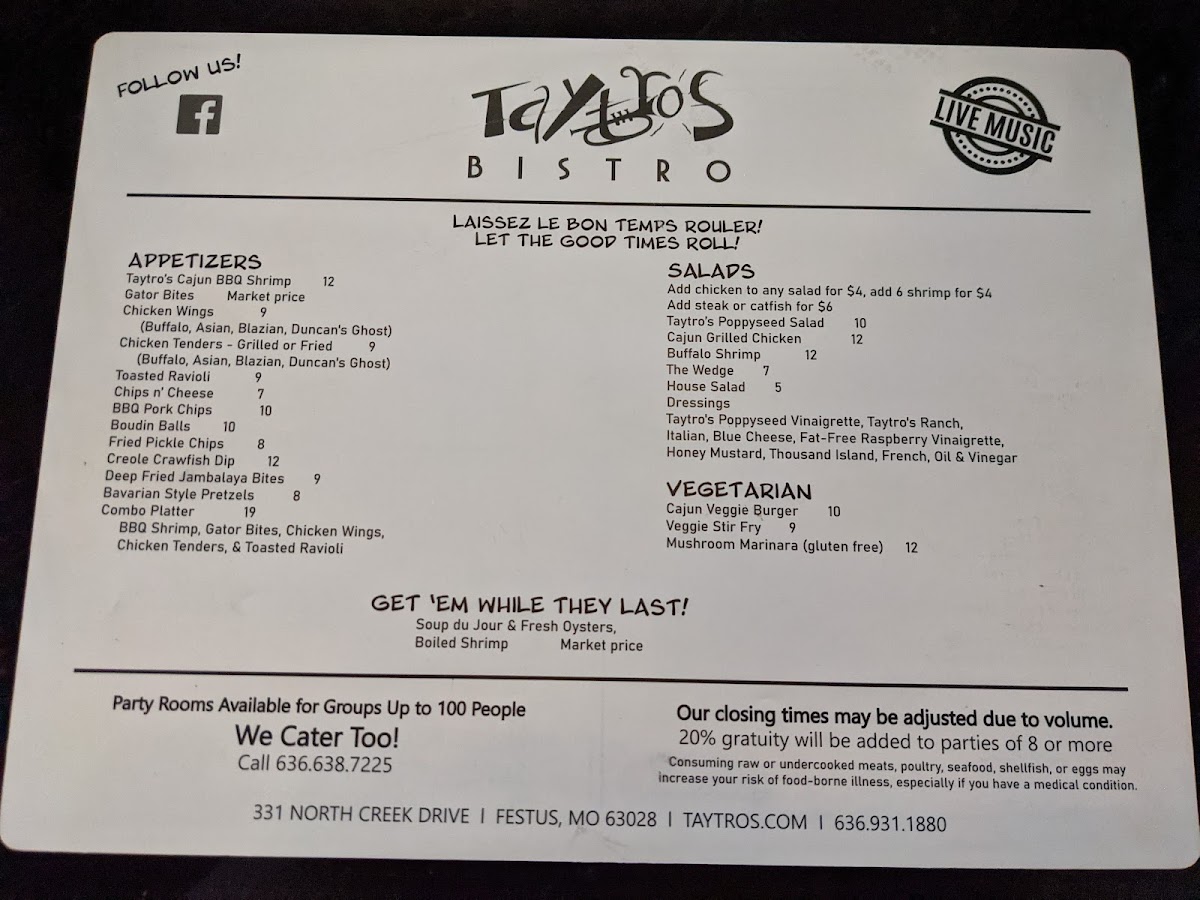 FOLLOW US!
f
Taytro's
BISTRO
LIVE MUSIC
LAISSEZ LE BON TEMPS ROULER!
LET THE GOOD TIMES ROLL!
APPETIZERS
Taytro's Cajun BBQ Shrimp 12
Gator Bites Market price
Chicken Wings 9
(Buffalo, Asian, Blazian, Duncan's Ghost)
Chicken Tenders - Grilled or Fried 9
(Buffalo, Asian, Blazian, Duncan's Ghost)
Toasted Ravioli 9
Chips n' Cheese 7
BBQ Pork Chips 10
Boudin Balls 10
Fried Pickle Chips 8
Creole Crawfish Dip 12
Deep Fried Jambalaya Bites 9
Bavarian Style Pretzels 8
Combo Platter 19
BBQ Shrimp, Gator Bites, Chicken Wings,
Chicken Tenders, & Toasted Ravioli
SALADS
Add chicken to any salad for $4, add 6 shrimp for $4
Add steak or catfish for $6
Taytro's Poppyseed Salad 10
Cajun Grilled Chicken 12
Buffalo Shrimp 12
The Wedge 7
House Salad 5
Dressings
Taytro's Poppyseed Vinaigrette, Taytro's Ranch,
Italian, Blue Cheese, Fat-Free Raspberry Vinaigrette,
Honey Mustard, Thousand Island, French, Oil & Vinegar
VEGETARIAN
Cajun Veggie Burger 10
Veggie Stir Fry 9
Mushroom Marinara (gluten free) 12
GET 'EM WHILE THEY LAST!
Soup du Jour & Fresh Oysters,
Boiled Shrimp Market price
Party Rooms Available for Groups Up to 100 People
We Cater Too!
Call 636.638.7225
Our closing times may be adjusted due to volume.
20% gratuity will be added to parties of 8 or more
Consuming raw or undercooked meats, poultry, seafood, shellfish, or eggs may
increase your risk of food-borne illness, especially if you have a medical condition.
331 NORTH CREEK DRIVE | FESTUS, MO 63028 | TAYTROS.COM | 636.931.1880